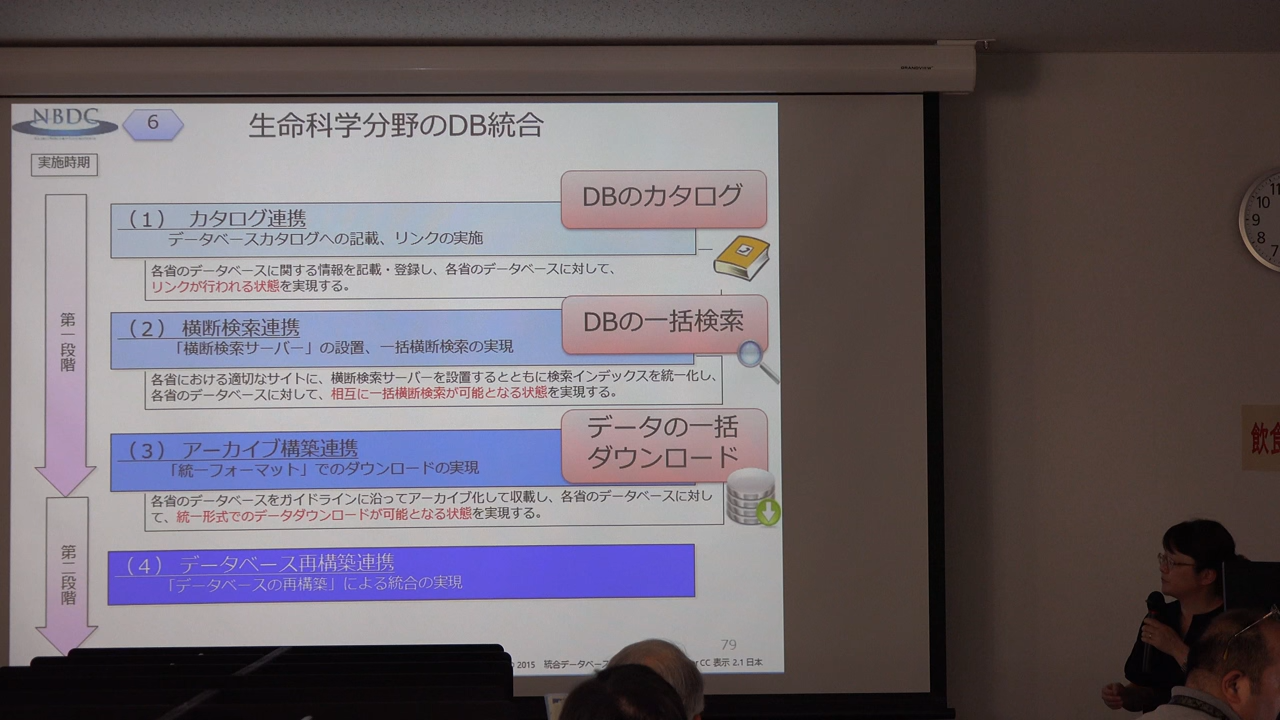 NBDC
6
生命科学分野のDB統合
実施時期
DBのカタログ
（1） カタログ連携
データベースカタログへの記載、リンクの実施
各省のデータベースに関する情報を記載・登録し、各省のデータベースに対して、
リンクが行われる状態を実現する。
第一段階
DBの一括検索
（2） 横断検索連携
「横断検索サーバー」の設置、一括横断検索の実現
各省における適切なサイトに、横断検索サーバーを設置するとともに検索インデックスを統一化し、
各省のデータベースに対して、相互に一括横断検索が可能となる状態を実現する。
データの一括
ダウンロード
（3） アーカイブ構築連携
「統一フォーマット」でのダウンロードの実現
各省のデータベースをガイドラインに沿ってアーカイブ化して収載し、各省のデータベースに対し
て、統一形式でのデータダウンロードが可能となる状態を実現する。
第二段階
（4） データベース再構築連携
「データベースの再構築」による統合の実現
79
2015 統合データベース
CC 表示 2.1 日本
11
10
9
8
7
飲食